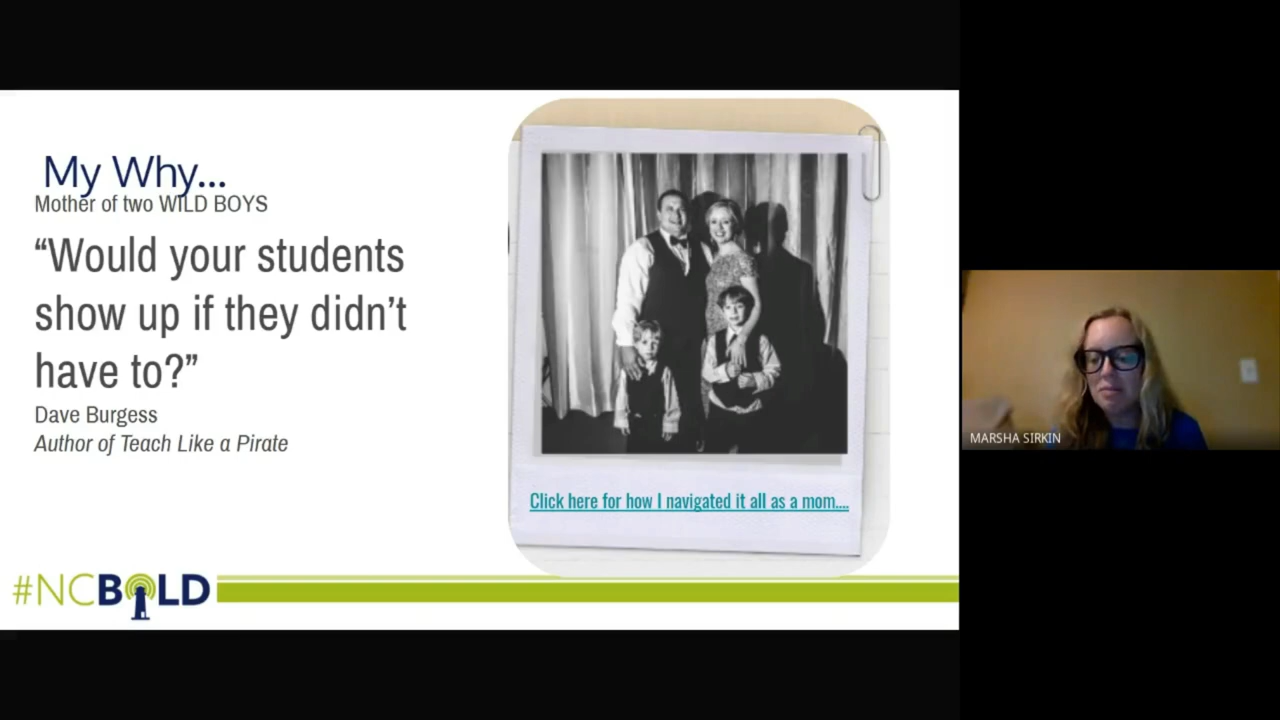 My Why...
Mother of two WILD BOYS
“Would your students
show up if they didn’t
have to?”
Dave Burgess
Author of Teach Like a Pirate
Click here for how I navigated it all as a mom....
#NCBOLD
MARSHA SIRKIN